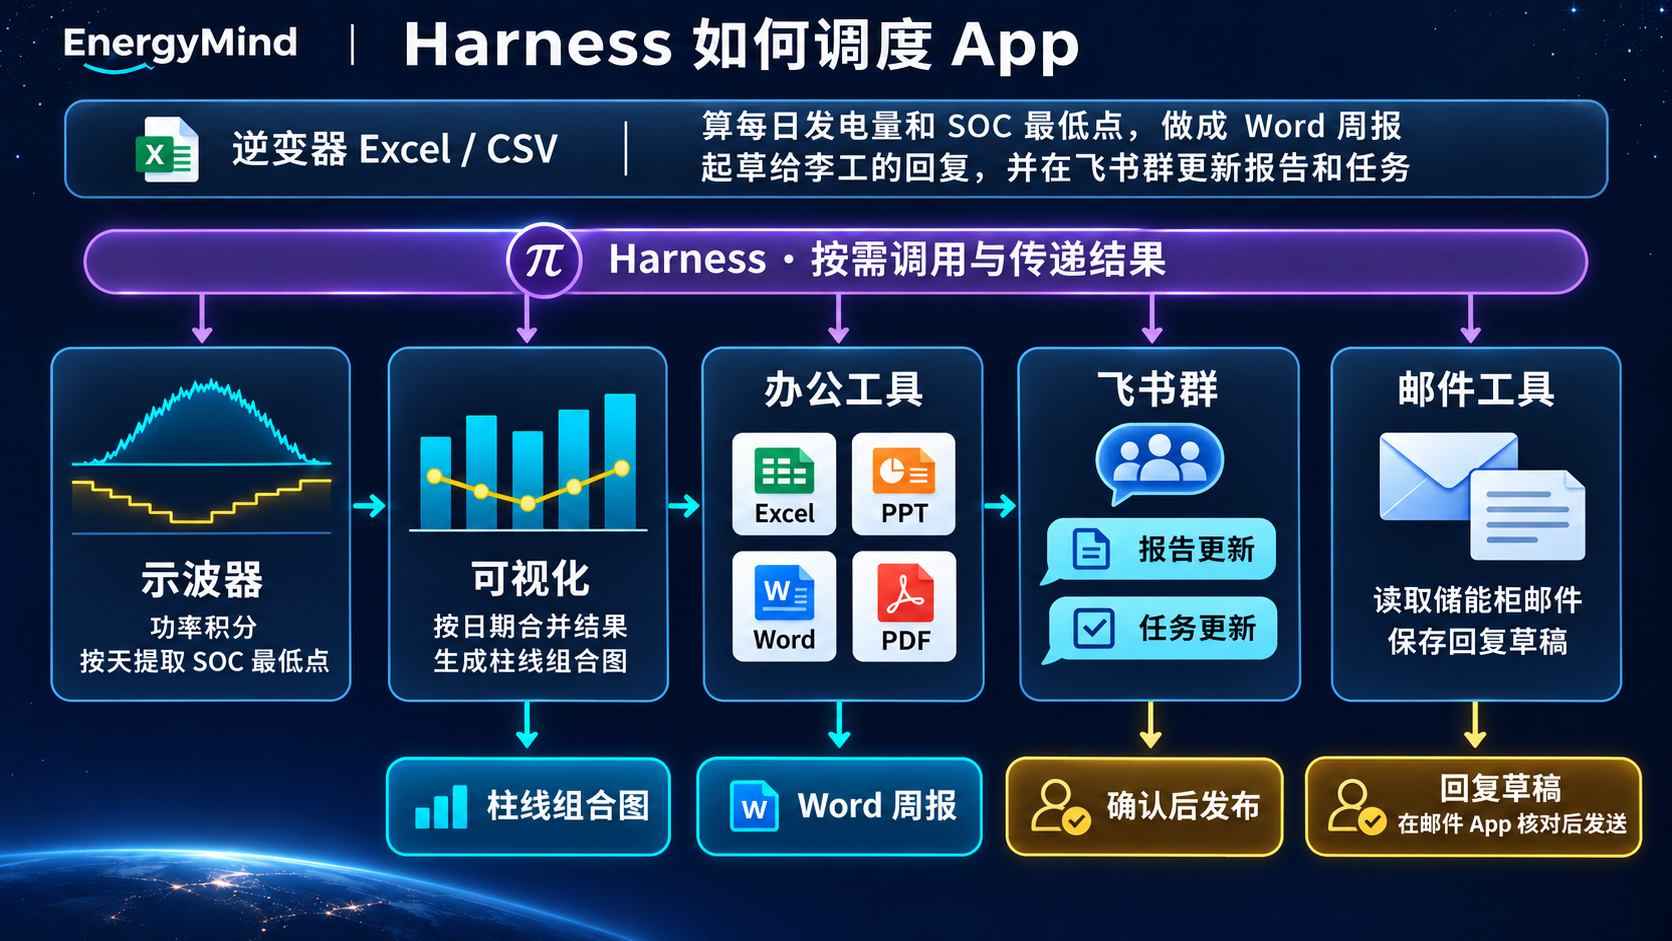 EnergyMind
Harness 如何调度 App
X
逆变器 Excel / CSV
算每日发电量和 SOC 最低点，做成 Word 周报
起草给李工的回复，并在飞书群更新报告和任务
π
Harness · 按需调用与传递结果
示波器
功率积分
按天提取 SOC 最低点
可视化
按日期合并结果
生成柱线组合图
办公工具
Excel
PPT
W
Word
PDF
飞书群
报告更新
任务更新
邮件工具
读取储能柜邮件
保存回复草稿
柱线组合图
W
Word 周报
确认后发布
回复草稿
在邮件 App 核对后发送